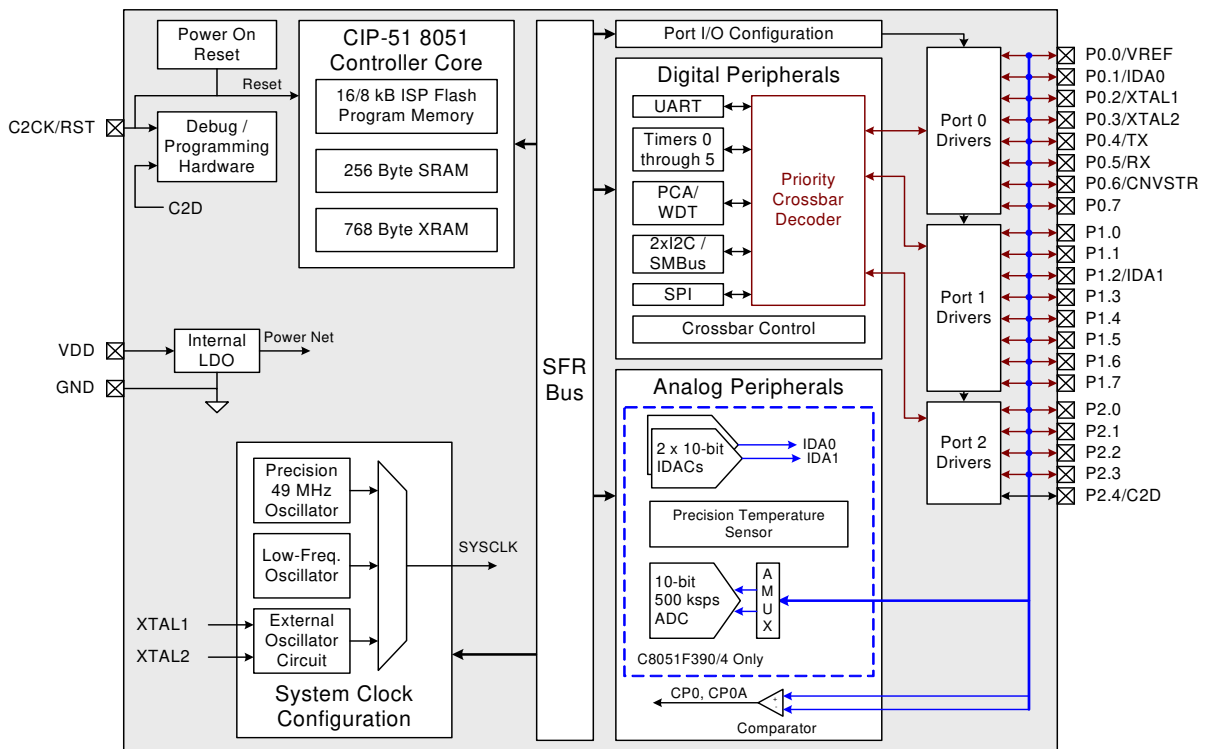 Power On
Reset
Reset
C2CK/RST
Debug /
Programming
Hardware
C2D
CIP-51 8051
Controller Core
16/8 kB ISP Flash
Program Memory
256 Byte SRAM
768 Byte XRAM
VDD
GND
Internal
LDO
Power Net
Precision
49 MHz
Oscillator
Low-Freq.
Oscillator
External
Oscillator
Circuit
XTAL1
XTAL2
SYSCLK
System Clock
Configuration
SFR
Bus
Port I/O Configuration
Digital Peripherals
UART
Timers 0
through 5
PCA/
WDT
2xI2C /
SMBus
SPI
Priority
Crossbar
Decoder
Crossbar Control
Analog Peripherals
2 x 10-bit
IDACs
IDA0
IDA1
Precision Temperature
Sensor
10-bit
500 ksps
ADC
A
M
U
X
C8051F390/4 Only
CP0, CP0A
+
-
Comparator
Port 0
Drivers
Port 1
Drivers
Port 2
Drivers
P0.0/VREF
P0.1/IDA0
P0.2/XTAL1
P0.3/XTAL2
P0.4/TX
P0.5/RX
P0.6/CNVSTR
P0.7
P1.0
P1.1
P1.2/IDA1
P1.3
P1.4
P1.5
P1.6
P1.7
P2.0
P2.1
P2.2
P2.3
P2.4/C2D